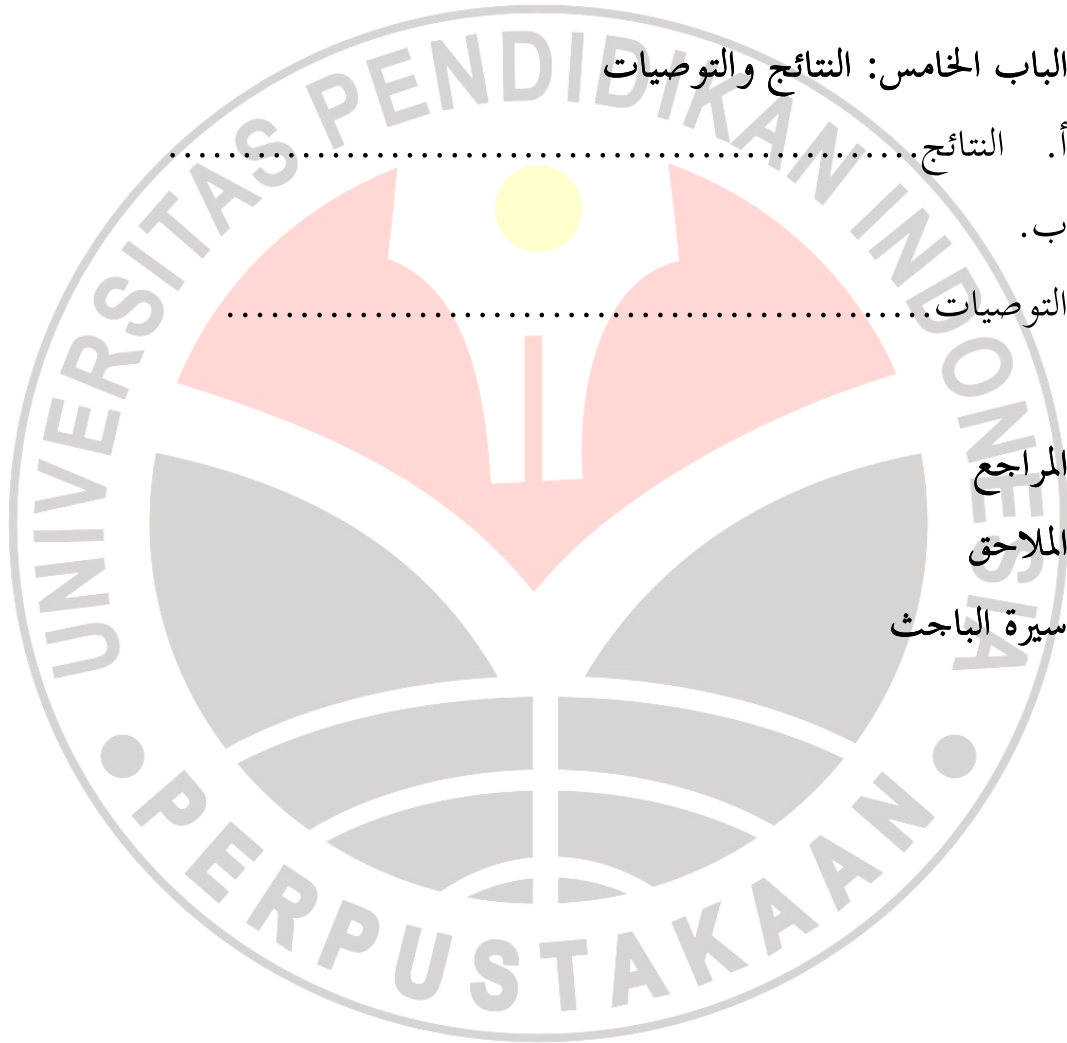 الباب الخامس: النتائج والتوصيات
أ. النتائج...................................................
ب.
التوصيات................................................
المراجع
الملاحق
سيرة الباحث
UNIVERSITAS PENDIDIKAN INDONESIA
PERPUSTAKAAN